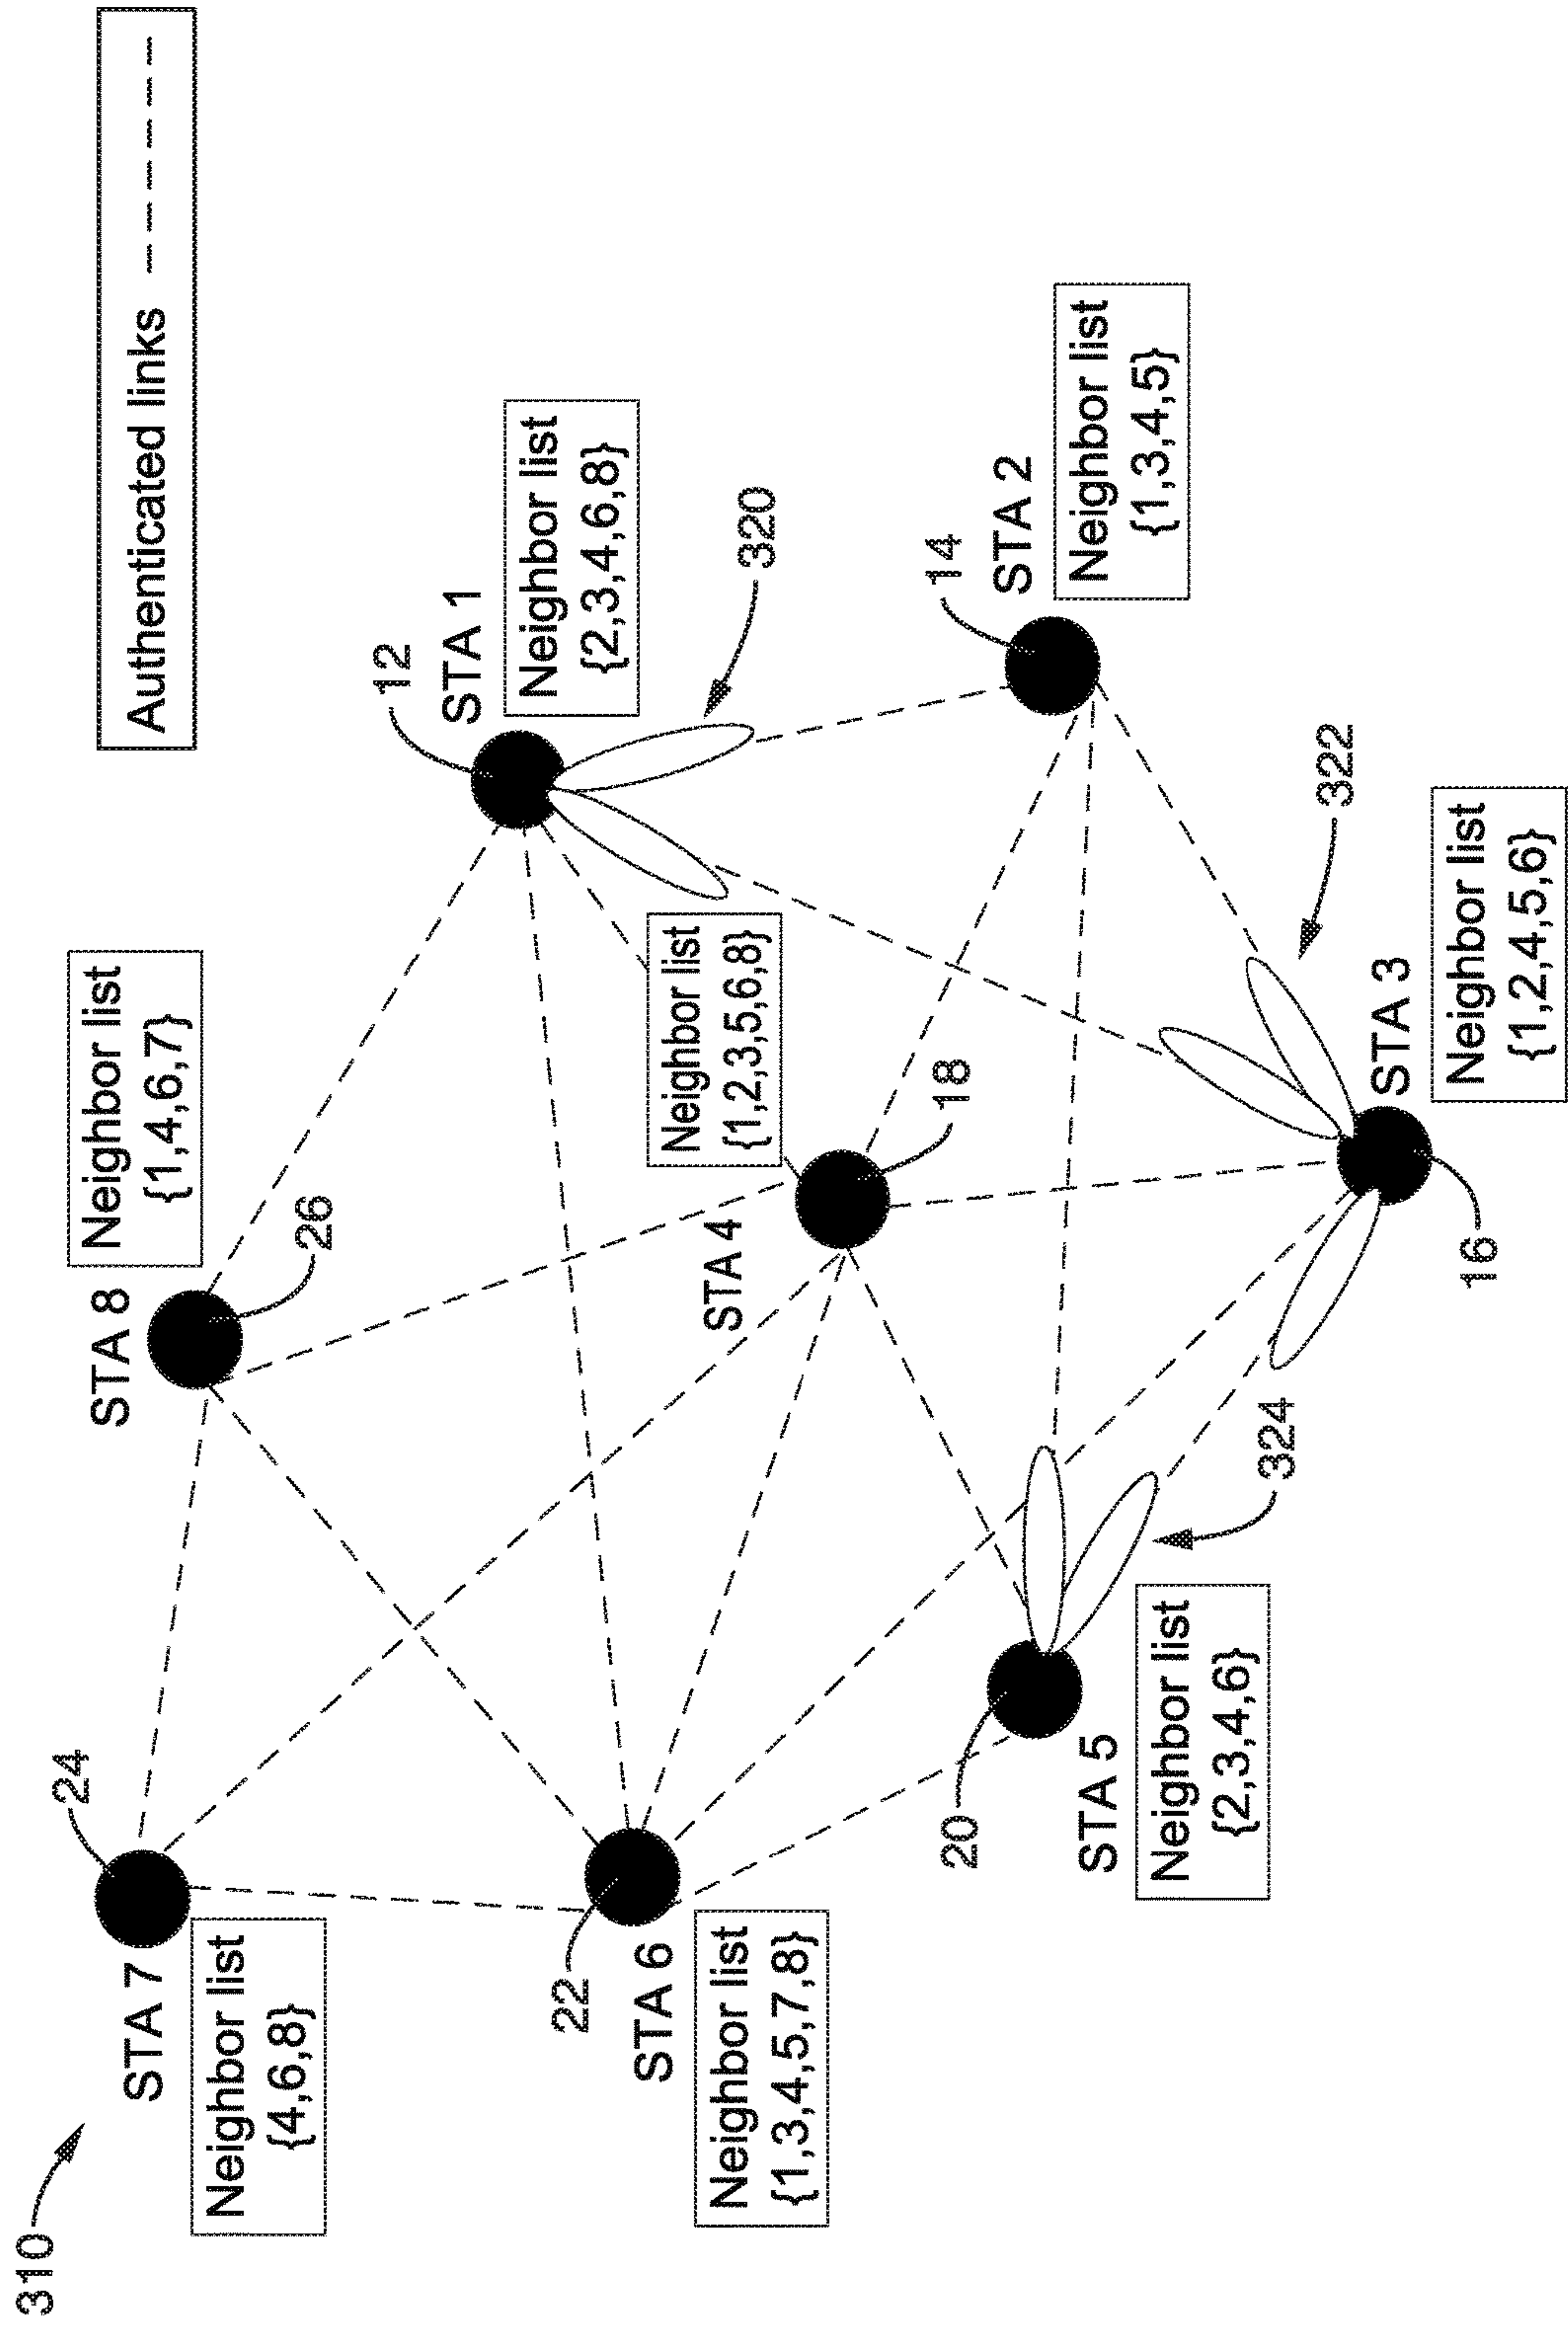 310
Authenticated links
24
STA 7
Neighbor list
{4,6,8}
STA 8
Neighbor list
{1,4,6,7}
26
12
STA 1
Neighbor list
{2,3,4,6,8}
320
22
STA 6
Neighbor list
{1,3,4,5,7,8}
STA 4
Neighbor list
{1,2,3,5,6,8}
18
14
STA 2
Neighbor list
{1,3,4,5}
20
STA 5
Neighbor list
{2,3,4,6}
324
322
STA 3
Neighbor list
{1,2,4,5,6}
16